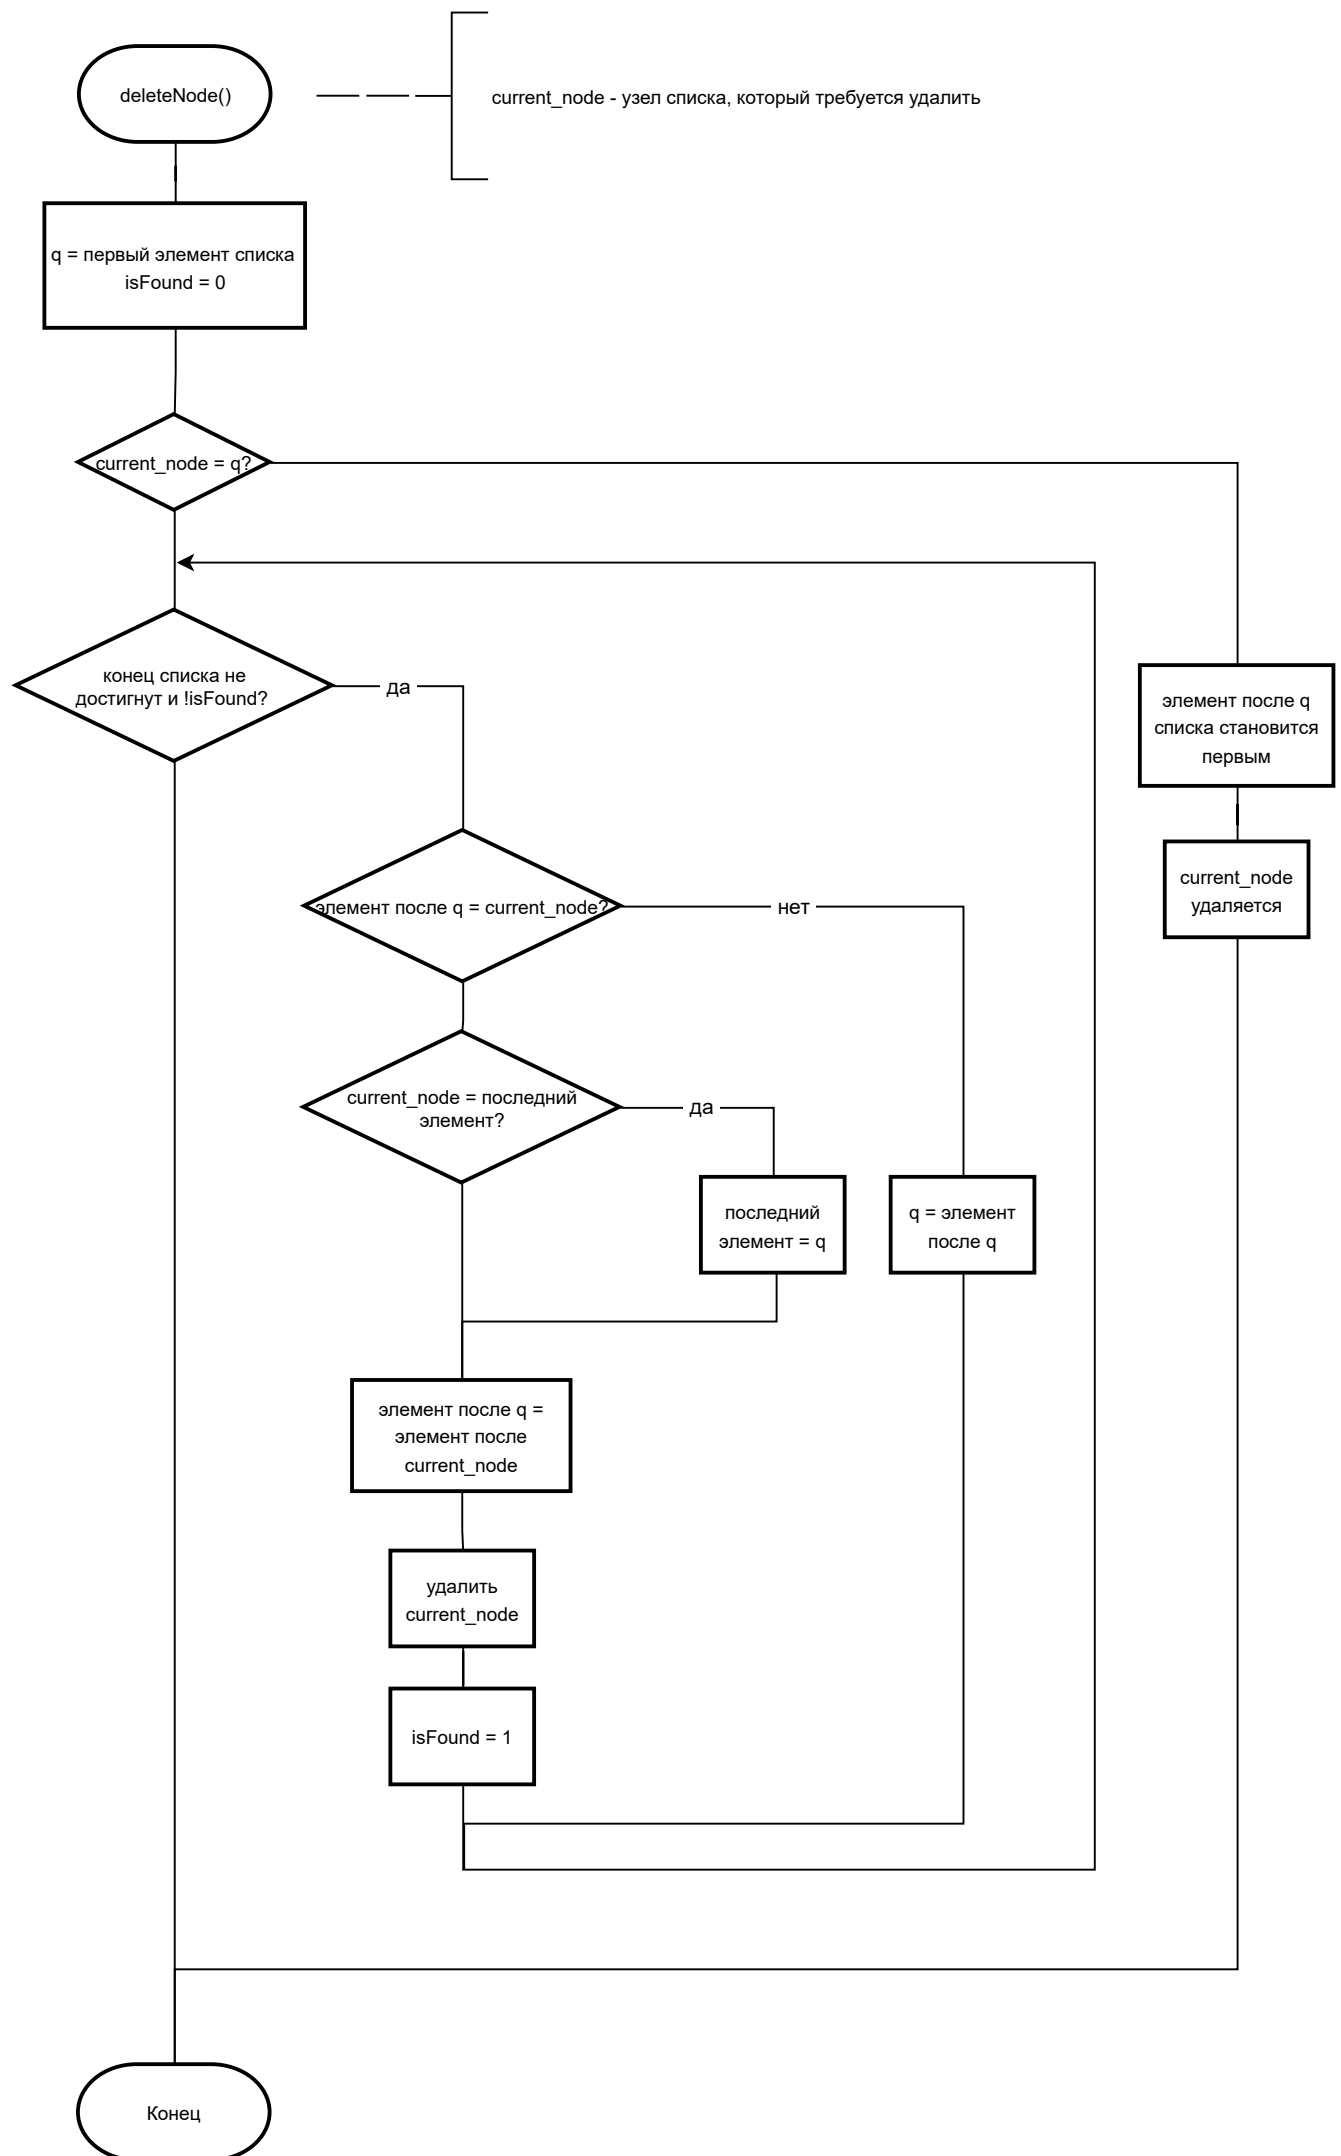 deleteNode()
current_node - узел списка, который требуется удалить
q = первый элемент списка
isFound = 0
current_node = q?
конец списка не
достигнут и !isFound?
да
элемент после q
списка становится
первым
current_node
удаляется
элемент после q = current_node?
нет
current_node = последний
элемент?
да
последний
элемент = q
q = элемент
после q
элемент после q =
элемент после
current_node
удалить
current_node
isFound = 1
Конец